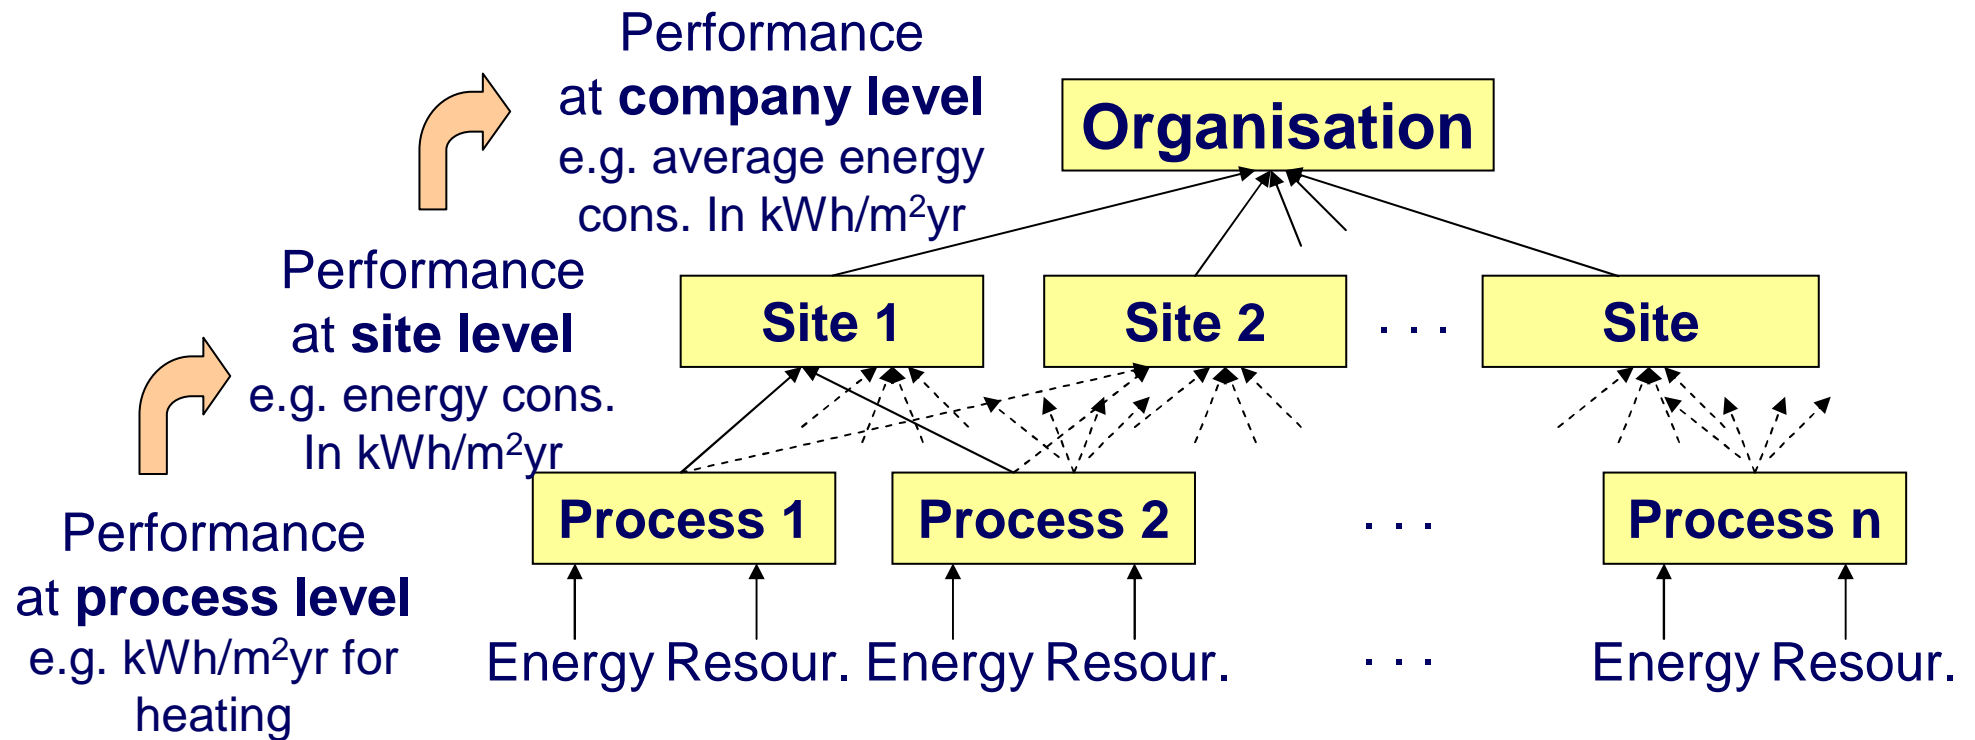 Performance
at company level
e.g. average energy
cons. In kWh/m²yr
Organisation
Performance
at site level
e.g. energy cons.
In kWh/m²yr
Site 1
Site 2
. . .
Site
Performance
at process level
e.g. kWh/m²yr for
heating
Process 1
Process 2
. . .
Process n
Energy Resour. Energy Resour. . . . Energy Resour.